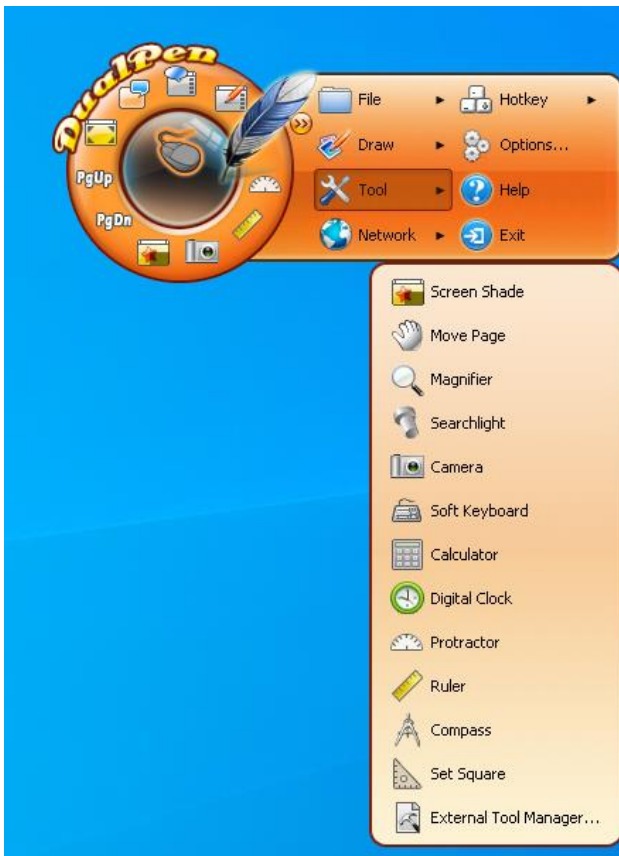 DualPen
PgUp
PgDn
File
Hotkey
Draw
Options...
Tool
Help
Network
Exit
Screen Shade
Move Page
Magnifier
Searchlight
Camera
Soft Keyboard
Calculator
Digital Clock
Protractor
Ruler
Compass
Set Square
External Tool Manager...